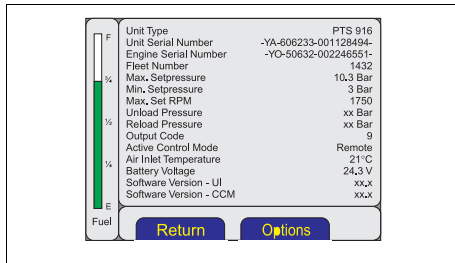 F
¾
½
¼
E
Fuel
Unit Type PTS 916
Unit Serial Number -YA-606233-001128494-
Engine Serial Number -YO-50632-002246551-
Fleet Number 1432
Max. Setpressure 10.3 Bar
Min. Setpressure 3 Bar
Max. Set RPM 1750
Unload Pressure xx Bar
Reload Pressure xx Bar
Output Code 9
Active Control Mode Remote
Air Inlet Temperature 21°C
Battery Voltage 24.3 V
Software Version - UI xx.x
Software Version - CCM xx.x
Return Options